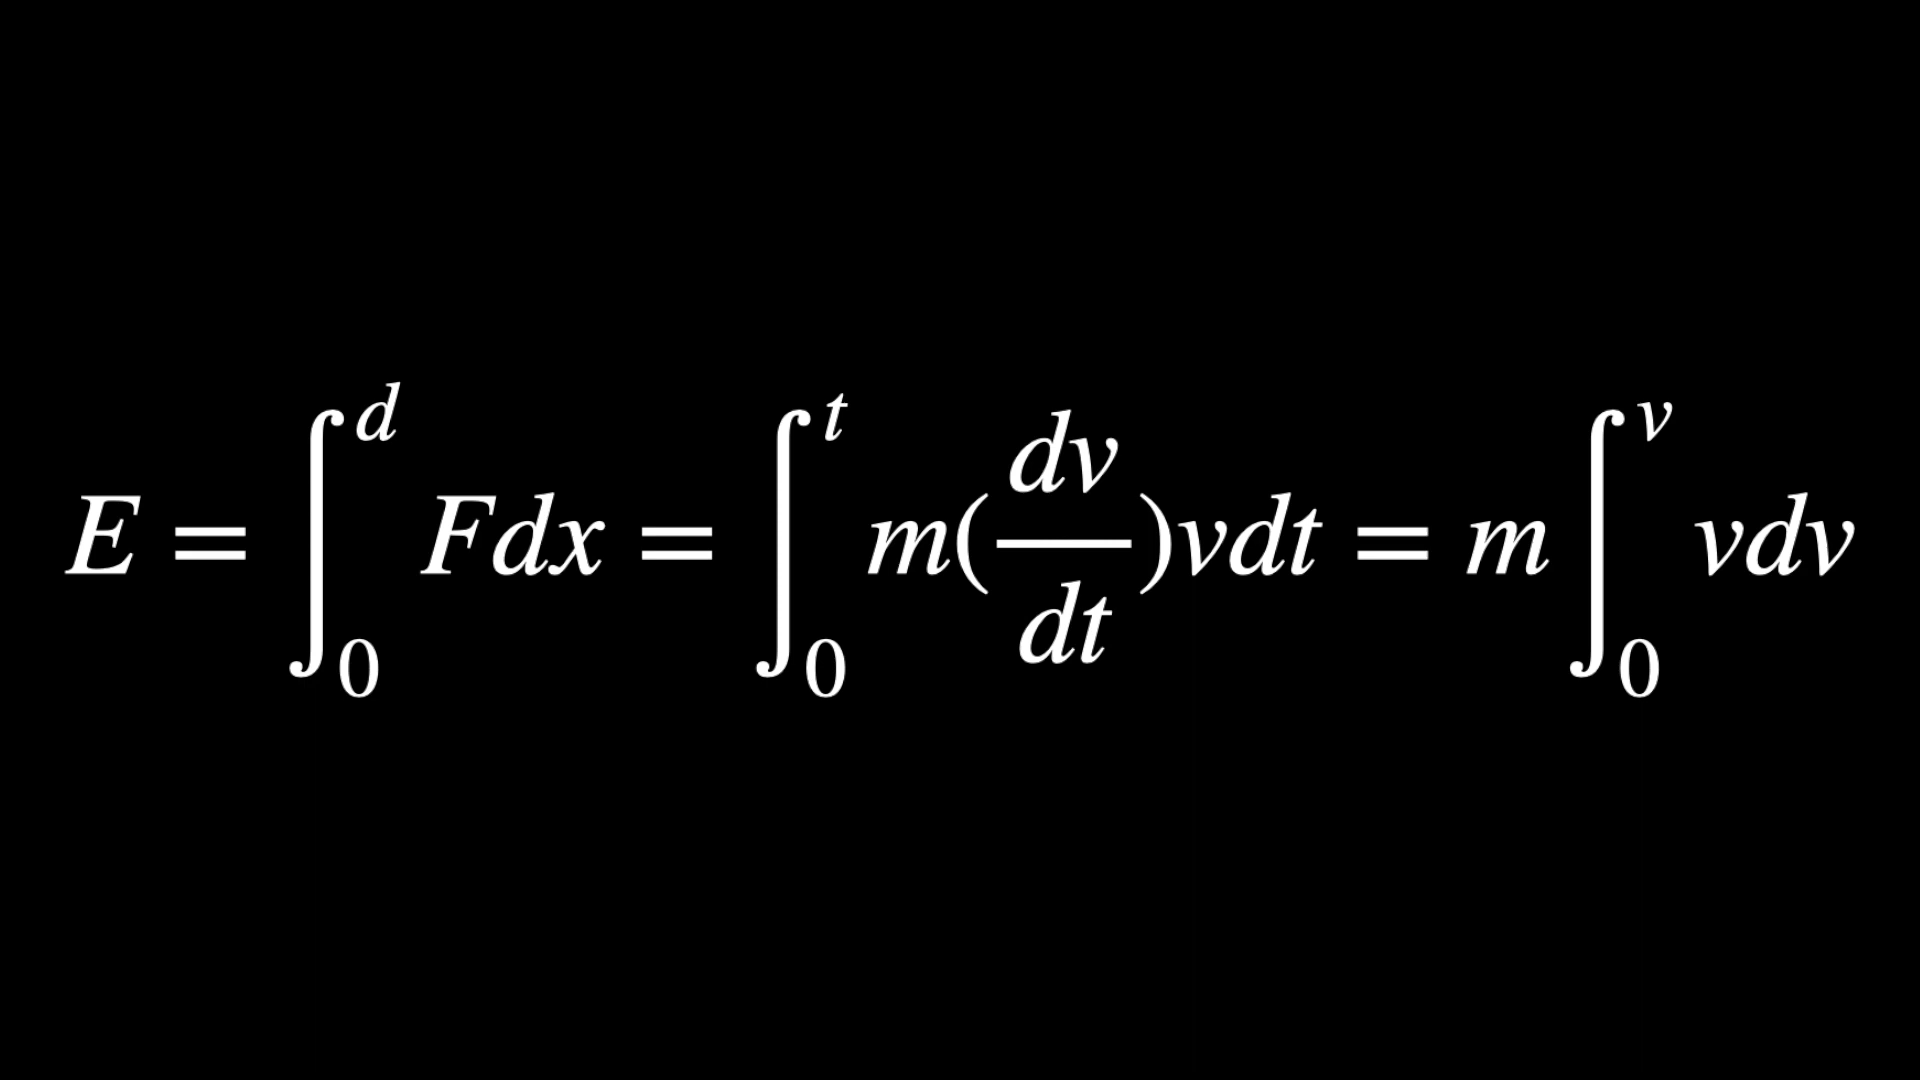 E = ∫₀ᵈ Fdx = ∫₀ᵗ m(dv/dt)vdt = m ∫₀ᵛ vdv